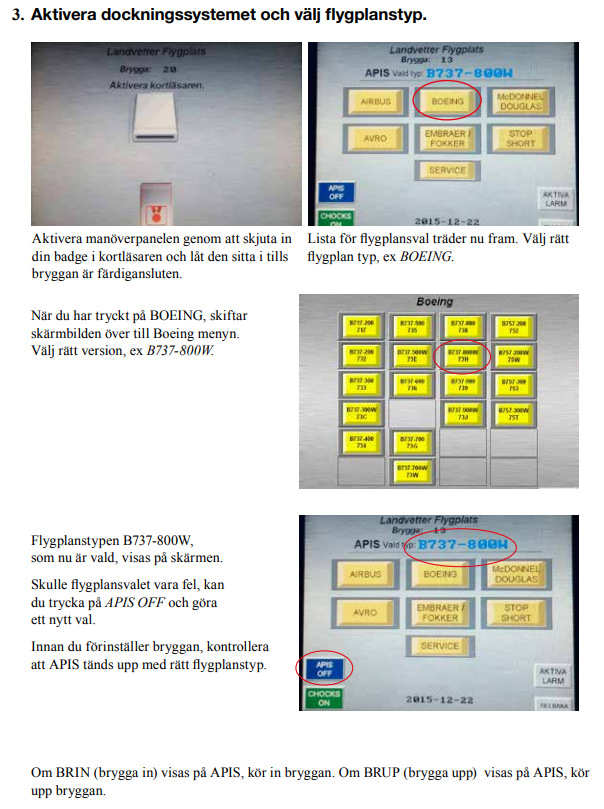 3. Aktivera dockningssystemet och välj flygplanstyp.
Landvetter Flygplats
Brygga: 20
Aktivera kortläsaren.
Landvetter Flygplats
Brygga: 13
APIS Vald typ: B737-800W
AIRBUS
BOEING
McDONNEL
DOUGLAS
AVRO
EMBRAER /
FOKKER
STOP
SHORT
SERVICE
APIS
OFF
AKTIVA
LARM
CHOCKS
ON
2015-12-22
Aktivera manöverpanelen genom att skjuta in
din badge i kortläsaren och låt den sitta i tills
bryggan är färdigansluten.
Lista för flygplansval träder nu fram. Välj rätt
flygplan typ, ex BOEING.
När du har tryckt på BOEING, skiftar
skärmbilden över till Boeing menyn.
Välj rätt version, ex B737-800W.
Boeing
B717-200
717
B737-500
735
B737-800
738
B757-200
752
B737-200
732
B737-500W
73E
B737-800W
73H
B757-200W
75W
B737-300
733
B737-600
736
B737-900
739
B757-300
753
B737-300W
73C
B737-900W
73J
B757-300W
75T
B737-400
734
B737-700
73G
B737-700W
73W
Flygplanstypen B737-800W,
som nu är vald, visas på skärmen.
Skulle flygplansvalet vara fel, kan
du trycka på APIS OFF och göra
ett nytt val.
Innan du förinställer bryggan, kontrollera
att APIS tänds upp med rätt flygplanstyp.
Landvetter Flygplats
Brygga: 13
APIS Vald typ: B737-800W
AIRBUS
BOEING
McDONNEL
DOUGLAS
AVRO
EMBRAER /
FOKKER
STOP
SHORT
SERVICE
APIS
OFF
AKTIVA
LARM
CHOCKS
ON
2015-12-22
TILLBAKA
Om BRIN (brygga in) visas på APIS, kör in bryggan. Om BRUP (brygga upp) visas på APIS, kör
upp bryggan.